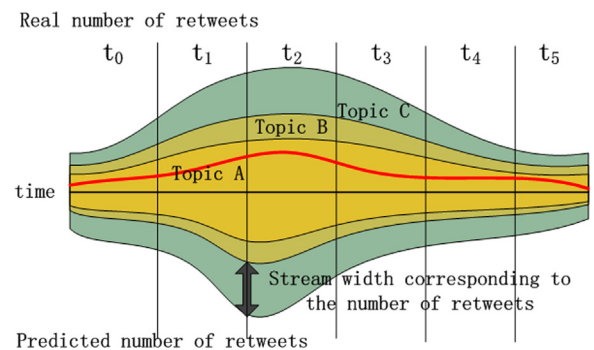 Real number of retweets
t0 t1 t2 t3 t4 t5
Topic C
Topic B
Topic A
time
Stream width corresponding to
the number of retweets
Predicted number of retweets